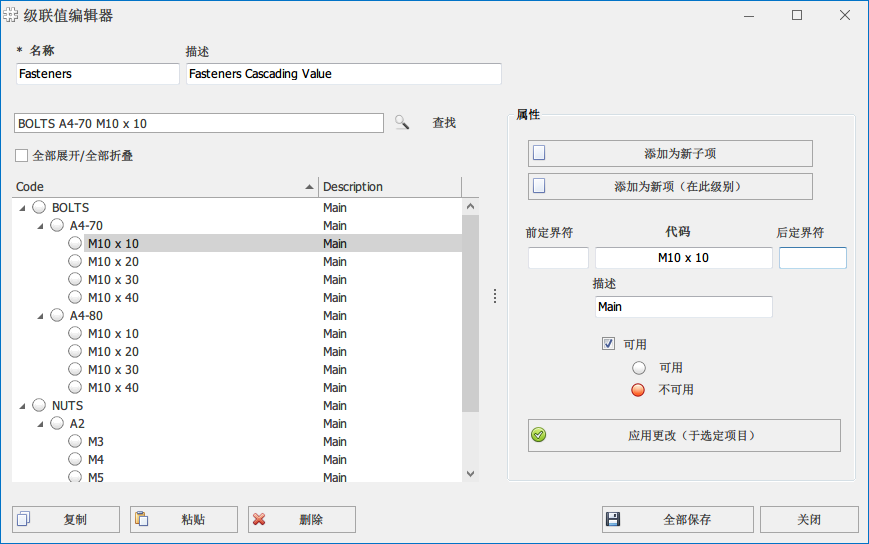 级联值编辑器
* 名称 描述
Fasteners Fasteners Cascading Value
BOLTS A4-70 M10 x 10 查找
全部展开/全部折叠
Code Description
BOLTS Main
A4-70 Main
M10 x 10 Main
M10 x 20 Main
M10 x 30 Main
M10 x 40 Main
A4-80 Main
M10 x 10 Main
M10 x 20 Main
M10 x 30 Main
M10 x 40 Main
NUTS Main
A2 Main
M3 Main
M4 Main
M5 Main
属性
添加为新子项
添加为新项（在此级别）
前定界符 代码 后定界符
M10 x 10
描述
Main
可用
可用
不可用
应用更改（于选定项目）
复制 粘贴 删除 全部保存 关闭